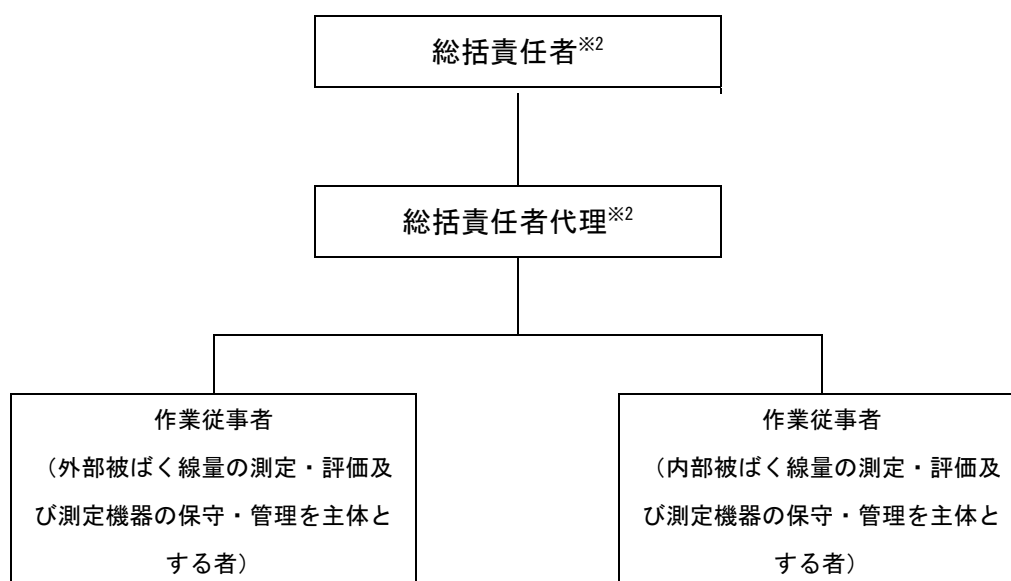 総括責任者※2
総括責任者代理※2
作業従事者
（外部被ばく線量の測定・評価及
び測定機器の保守・管理を主体と
する者）
作業従事者
（内部被ばく線量の測定・評価及
び測定機器の保守・管理を主体と
する者）